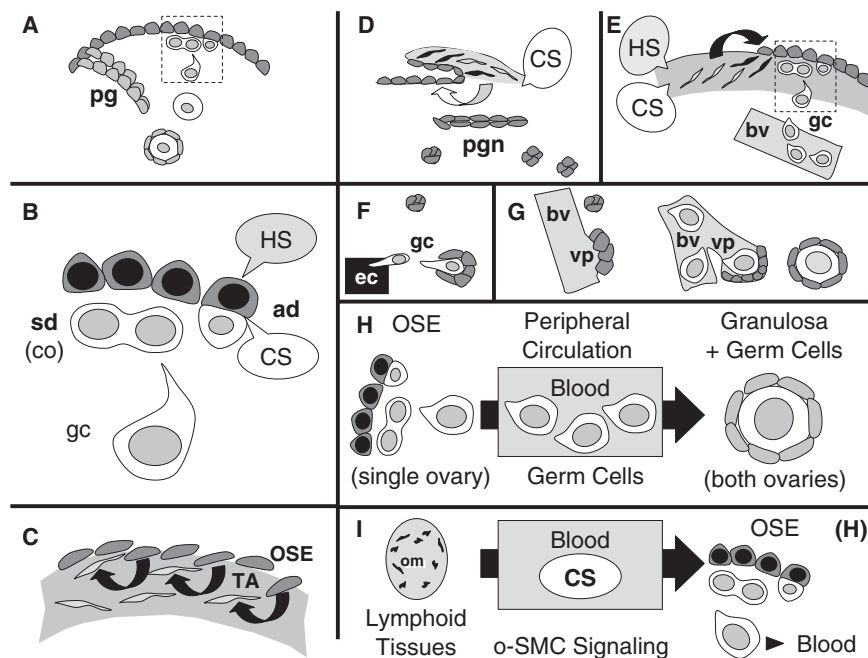 A
pg
B
HS
sd
(co)
ad
CS
gc
C
OSE
TA
D
CS
pgn
E
HS
CS
gc
bv
F
gc
ec
G
bv
vp
bv
vp
H
OSE
Peripheral
Circulation
Granulosa
+ Germ Cells
Blood
(single ovary)
Germ Cells
(both ovaries)
I
om
Lymphoid
Tissues
Blood
CS
o-SMC Signaling
OSE
(H)
Blood